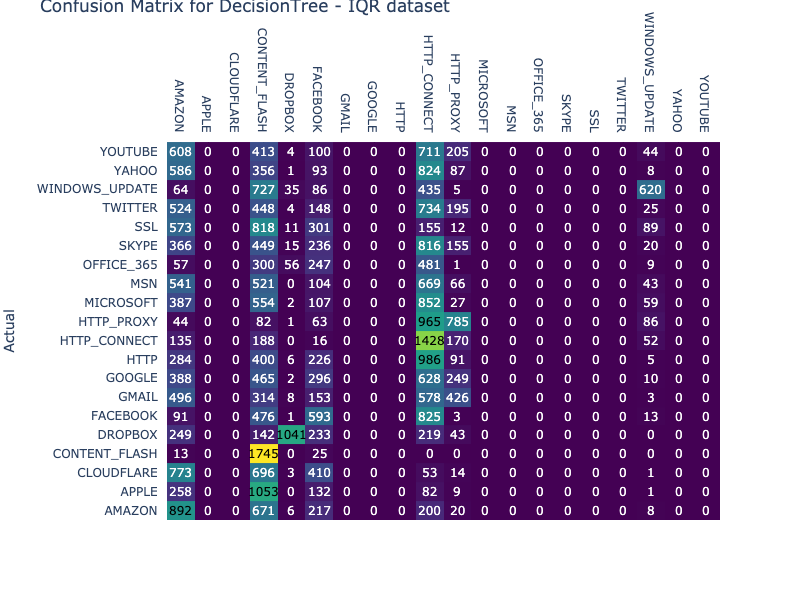 Confusion Matrix for DecisionTree - IQR dataset
AMAZON APPLE CLOUDFLARE CONTENT_FLASH DROPBOX FACEBOOK GMAIL GOOGLE HTTP HTTP_CONNECT HTTP_PROXY MICROSOFT MSN OFFICE_365 SKYPE SSL TWITTER WINDOWS_UPDATE YAHOO YOUTUBE
YOUTUBE 608 0 0 413 4 100 0 0 0 711 205 0 0 0 0 0 0 44 0 0
YAHOO 586 0 0 356 1 93 0 0 0 824 87 0 0 0 0 0 0 8 0 0
WINDOWS_UPDATE 64 0 0 727 35 86 0 0 0 435 5 0 0 0 0 0 0 620 0 0
TWITTER 524 0 0 448 4 148 0 0 0 734 195 0 0 0 0 0 0 25 0 0
SSL 573 0 0 818 11 301 0 0 0 155 12 0 0 0 0 0 0 89 0 0
SKYPE 366 0 0 449 15 236 0 0 0 816 155 0 0 0 0 0 0 20 0 0
OFFICE_365 57 0 0 300 56 247 0 0 0 481 1 0 0 0 0 0 0 9 0 0
MSN 541 0 0 521 0 104 0 0 0 669 66 0 0 0 0 0 0 43 0 0
MICROSOFT 387 0 0 554 2 107 0 0 0 852 27 0 0 0 0 0 0 59 0 0
HTTP_PROXY 44 0 0 82 1 63 0 0 0 965 785 0 0 0 0 0 0 86 0 0
HTTP_CONNECT 135 0 0 188 0 16 0 0 0 1428 170 0 0 0 0 0 0 52 0 0
HTTP 284 0 0 400 6 226 0 0 0 986 91 0 0 0 0 0 0 5 0 0
GOOGLE 388 0 0 465 2 296 0 0 0 628 249 0 0 0 0 0 0 10 0 0
GMAIL 496 0 0 314 8 153 0 0 0 578 426 0 0 0 0 0 0 3 0 0
FACEBOOK 91 0 0 476 1 593 0 0 0 825 3 0 0 0 0 0 0 13 0 0
DROPBOX 249 0 0 142 1041 233 0 0 0 219 43 0 0 0 0 0 0 0 0 0
CONTENT_FLASH 13 0 0 1745 0 25 0 0 0 0 0 0 0 0 0 0 0 0 0 0
CLOUDFLARE 773 0 0 696 3 410 0 0 0 53 14 0 0 0 0 0 0 1 0 0
APPLE 258 0 0 1053 0 132 0 0 0 82 9 0 0 0 0 0 0 1 0 0
AMAZON 892 0 0 671 6 217 0 0 0 200 20 0 0 0 0 0 0 8 0 0
Actual